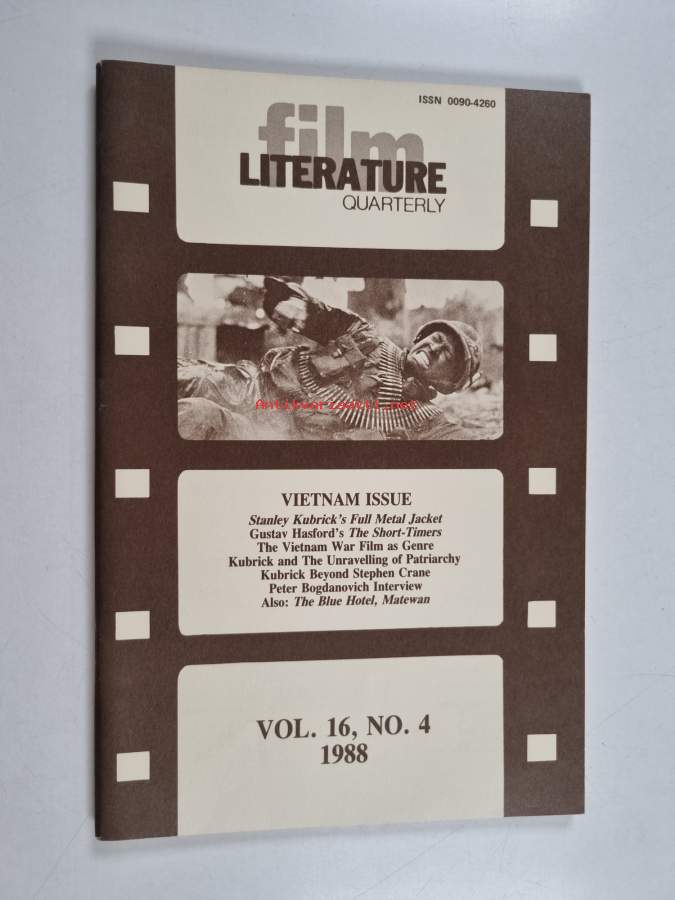 ISSN 0090-4260
film
LITERATURE
QUARTERLY
Antikvariaatti.net
VIETNAM ISSUE
Stanley Kubrick's Full Metal Jacket
Gustav Hasford's The Short-Timers
The Vietnam War Film as Genre
Kubrick and The Unravelling of Patriarchy
Kubrick Beyond Stephen Crane
Peter Bogdanovich Interview
Also: The Blue Hotel, Matewan
VOL. 16, NO. 4
1988